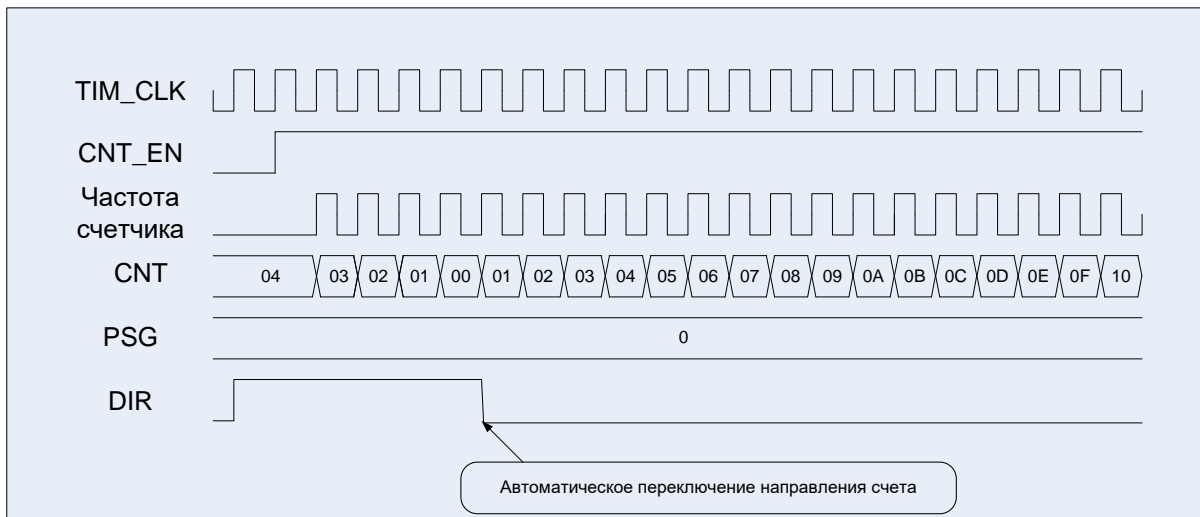 TIM_CLK
CNT_EN
Частота
счетчика
CNT
04 03 02 01 00 01 02 03 04 05 06 07 08 09 0A 0B 0C 0D 0E 0F 10
PSG
0
DIR
Автоматическое переключение направления счета